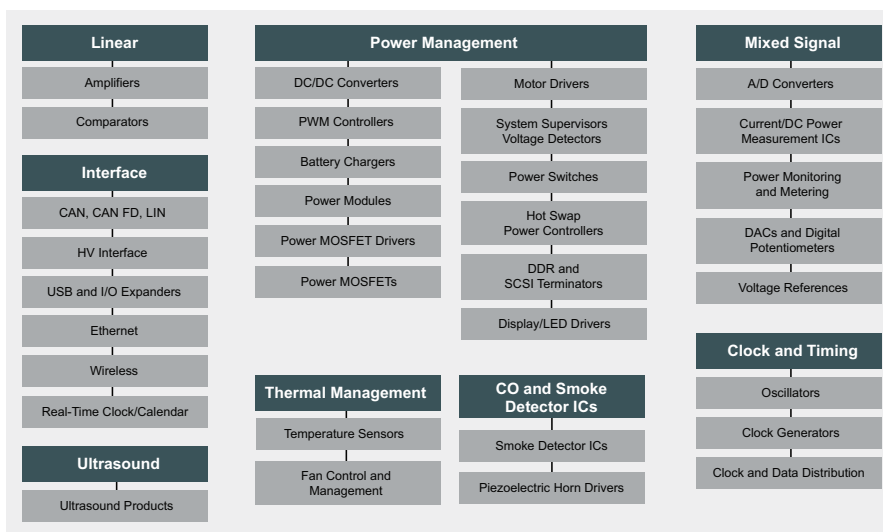 Linear
Amplifiers
Comparators
Interface
CAN, CAN FD, LIN
HV Interface
USB and I/O Expanders
Ethernet
Wireless
Real-Time Clock/Calendar
Ultrasound
Ultrasound Products
Power Management
DC/DC Converters
PWM Controllers
Battery Chargers
Power Modules
Power MOSFET Drivers
Power MOSFETs
Motor Drivers
System Supervisors
Voltage Detectors
Power Switches
Hot Swap
Power Controllers
DDR and
SCSI Terminators
Display/LED Drivers
Thermal Management
Temperature Sensors
Fan Control and
Management
CO and Smoke
Detector ICs
Smoke Detector ICs
Piezoelectric Horn Drivers
Mixed Signal
A/D Converters
Current/DC Power
Measurement ICs
Power Monitoring
and Metering
DACs and Digital
Potentiometers
Voltage References
Clock and Timing
Oscillators
Clock Generators
Clock and Data Distribution